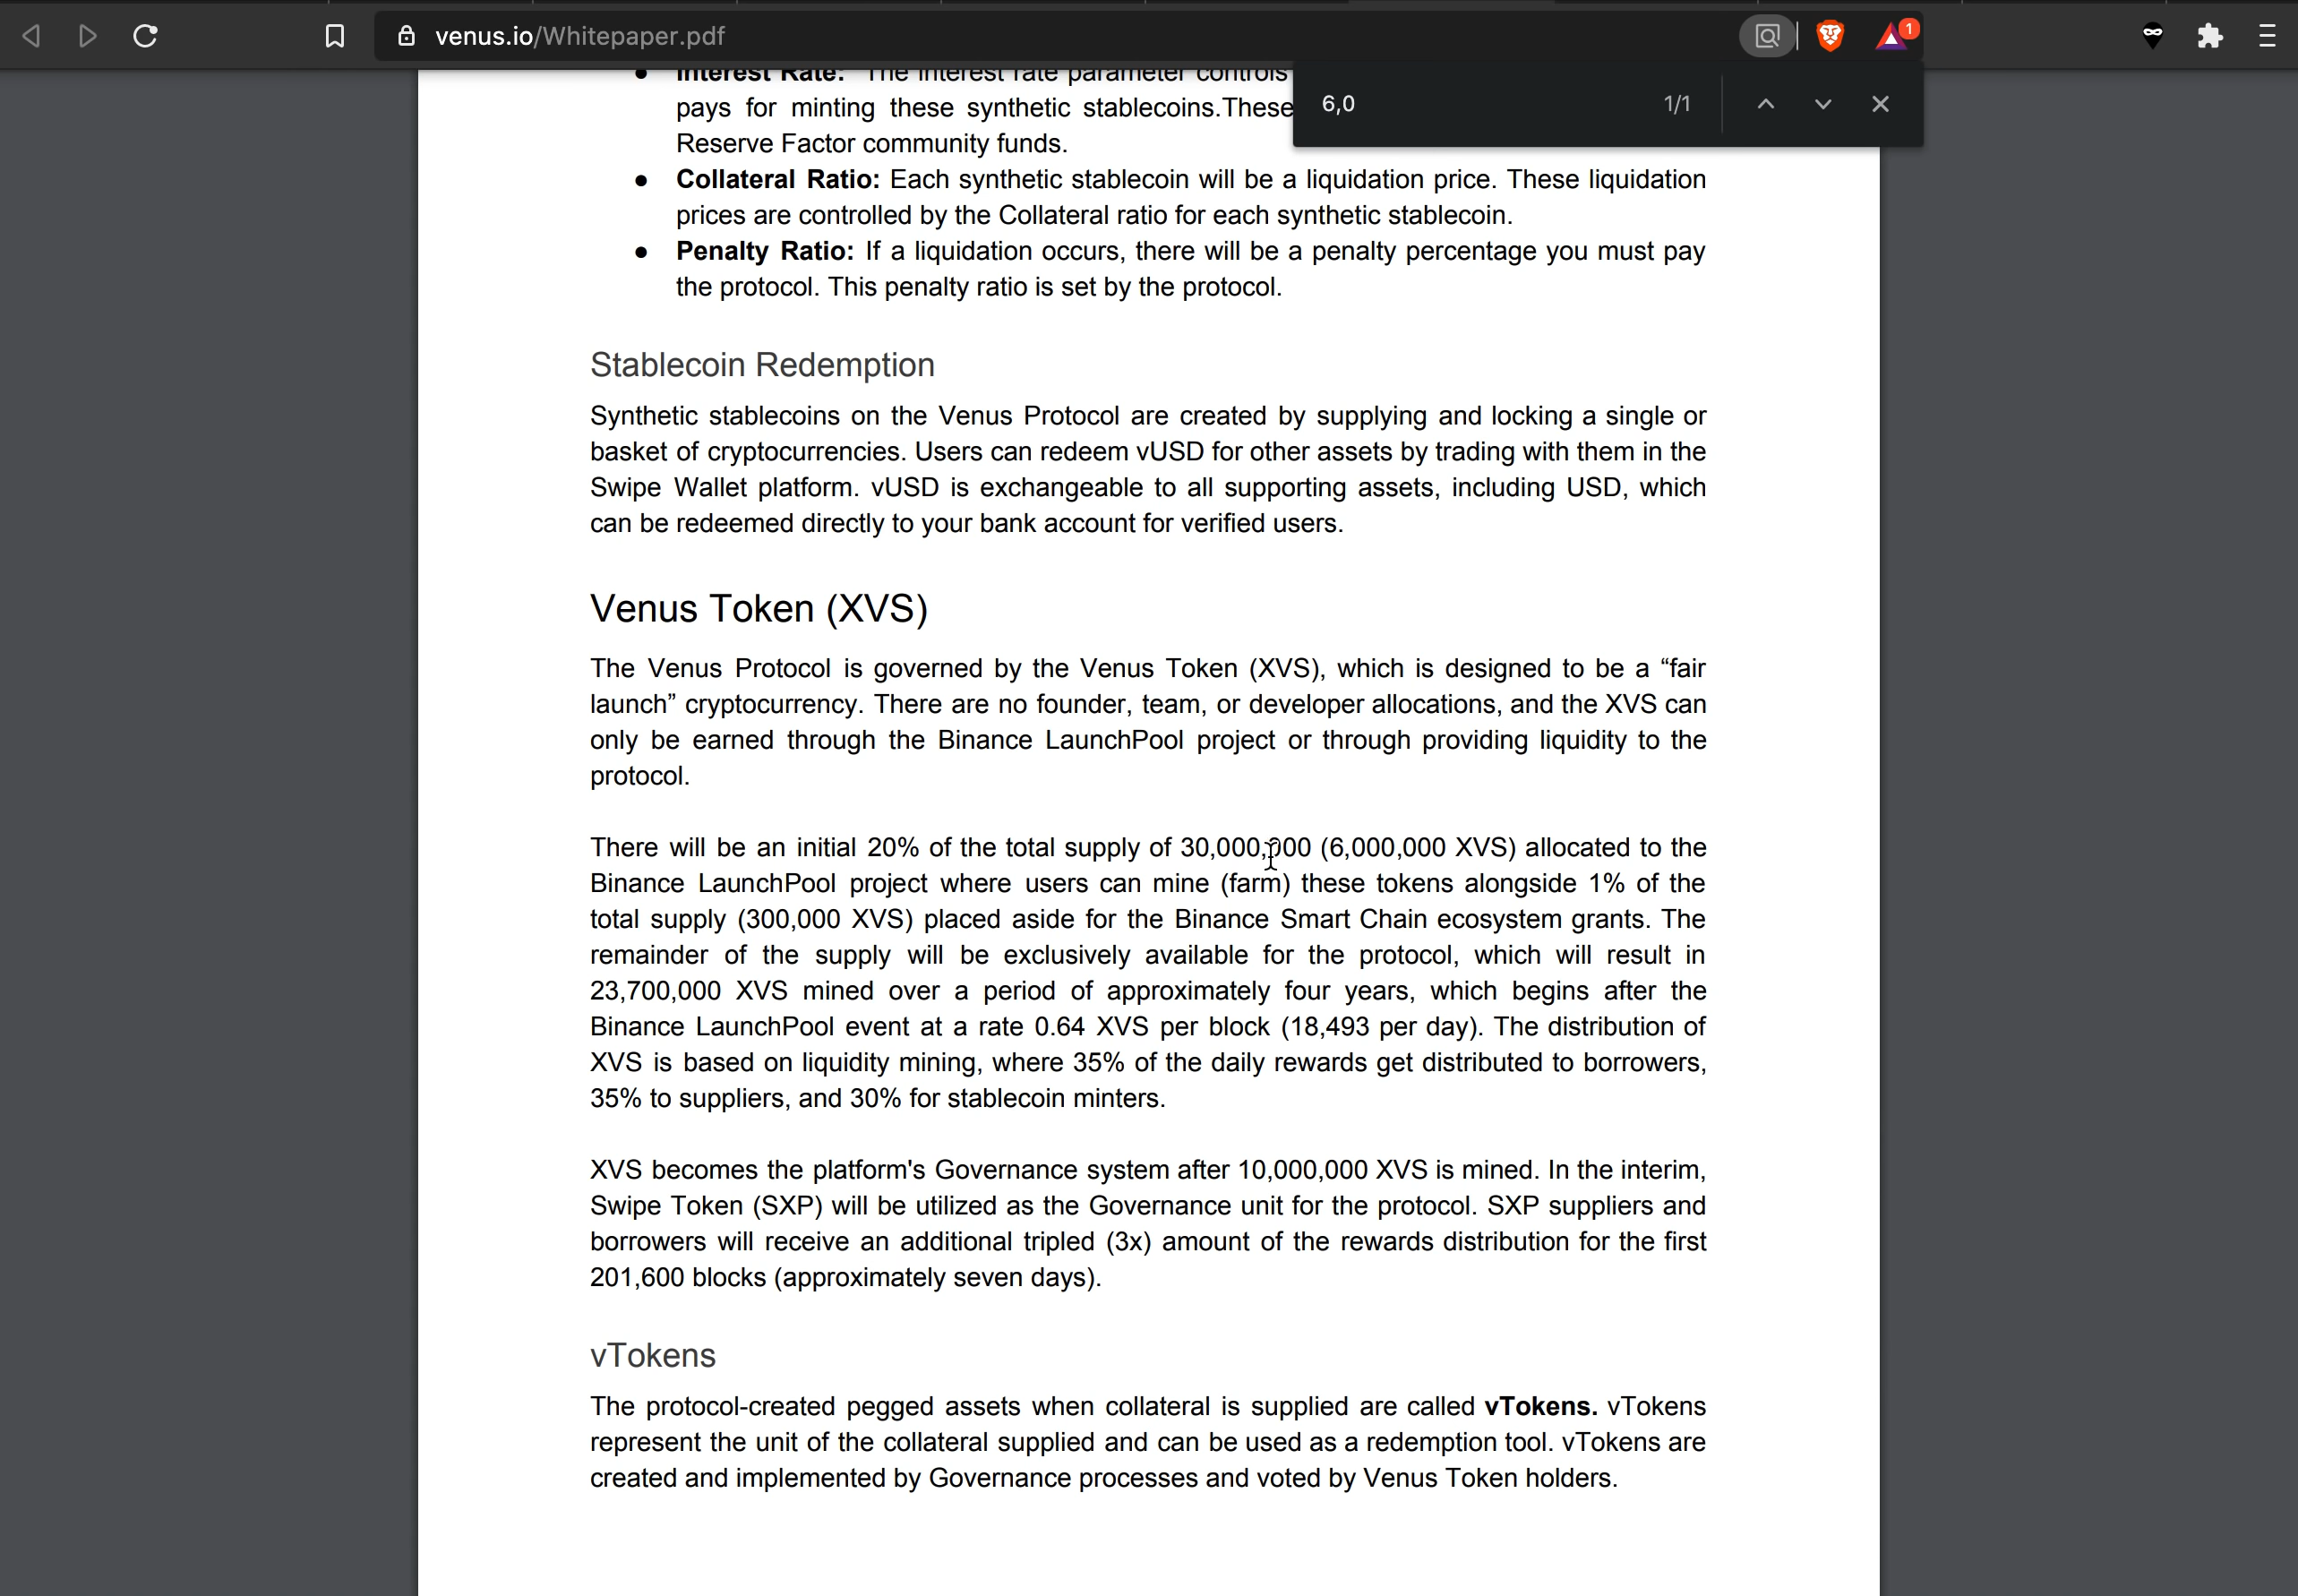 venus.io/Whitepaper.pdf
1
6,0
1/1
Interest Rate: The interest rate parameter controls
pays for minting these synthetic stablecoins.These
Reserve Factor community funds.
● Collateral Ratio: Each synthetic stablecoin will be a liquidation price. These liquidation
prices are controlled by the Collateral ratio for each synthetic stablecoin.
● Penalty Ratio: If a liquidation occurs, there will be a penalty percentage you must pay
the protocol. This penalty ratio is set by the protocol.
Stablecoin Redemption
Synthetic stablecoins on the Venus Protocol are created by supplying and locking a single or
basket of cryptocurrencies. Users can redeem vUSD for other assets by trading with them in the
Swipe Wallet platform. vUSD is exchangeable to all supporting assets, including USD, which
can be redeemed directly to your bank account for verified users.
Venus Token (XVS)
The Venus Protocol is governed by the Venus Token (XVS), which is designed to be a “fair
launch” cryptocurrency. There are no founder, team, or developer allocations, and the XVS can
only be earned through the Binance LaunchPool project or through providing liquidity to the
protocol.
There will be an initial 20% of the total supply of 30,000,000 (6,000,000 XVS) allocated to the
Binance LaunchPool project where users can mine (farm) these tokens alongside 1% of the
total supply (300,000 XVS) placed aside for the Binance Smart Chain ecosystem grants. The
remainder of the supply will be exclusively available for the protocol, which will result in
23,700,000 XVS mined over a period of approximately four years, which begins after the
Binance LaunchPool event at a rate 0.64 XVS per block (18,493 per day). The distribution of
XVS is based on liquidity mining, where 35% of the daily rewards get distributed to borrowers,
35% to suppliers, and 30% for stablecoin minters.
XVS becomes the platform's Governance system after 10,000,000 XVS is mined. In the interim,
Swipe Token (SXP) will be utilized as the Governance unit for the protocol. SXP suppliers and
borrowers will receive an additional tripled (3x) amount of the rewards distribution for the first
201,600 blocks (approximately seven days).
vTokens
The protocol-created pegged assets when collateral is supplied are called vTokens. vTokens
represent the unit of the collateral supplied and can be used as a redemption tool. vTokens are
created and implemented by Governance processes and voted by Venus Token holders.